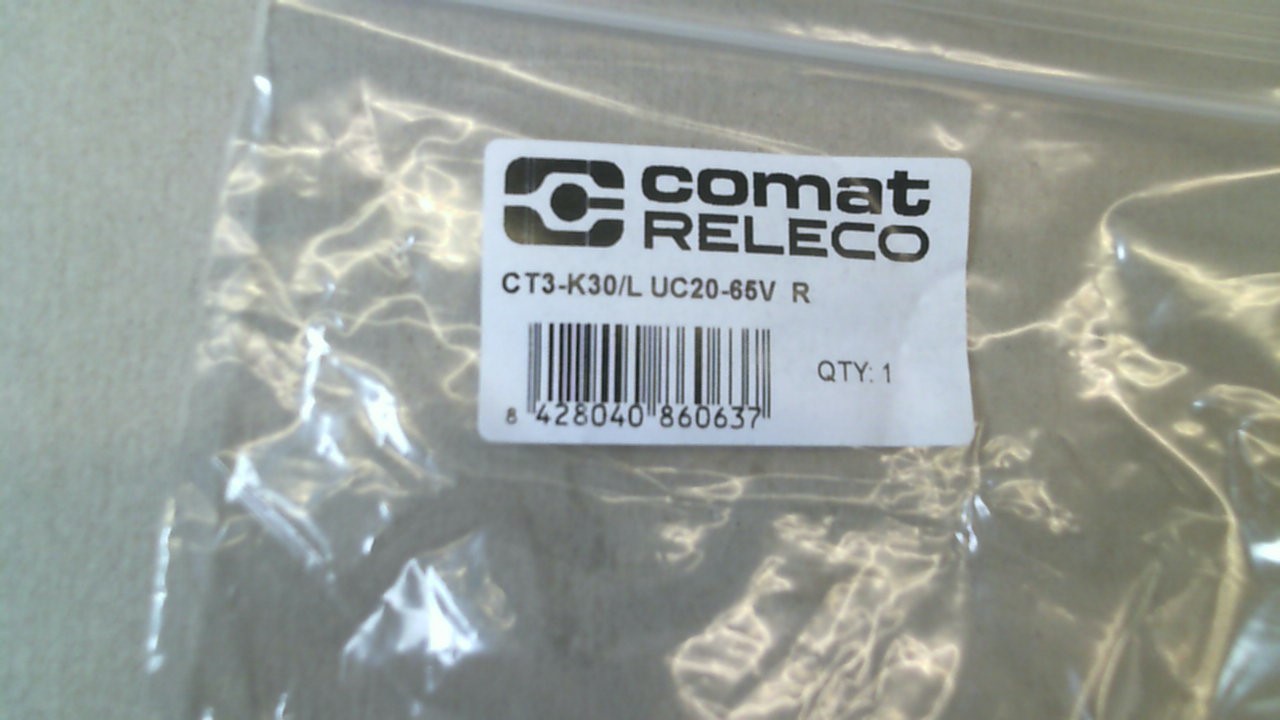 comat
RELECO
CT3-K30/L UC20-65V R
QTY: 1
8 428040 860637